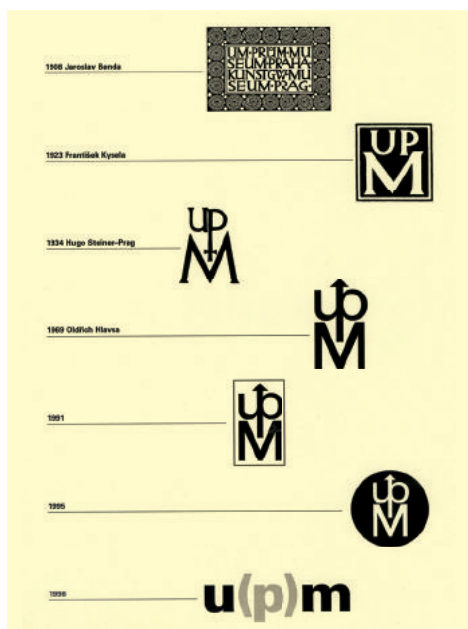 1908 Jaroslav Benda
UM·PRŮM·MU
SEUM·PRAHA·
KUNSTGW·MU
SEUM·PRAG·
1923 František Kysela
UP
M
1934 Hugo Steiner–Prag
UP
M
1969 Oldřich Hlavsa
up
M
1991
up
M
1995
up
M
1998
u(p)m